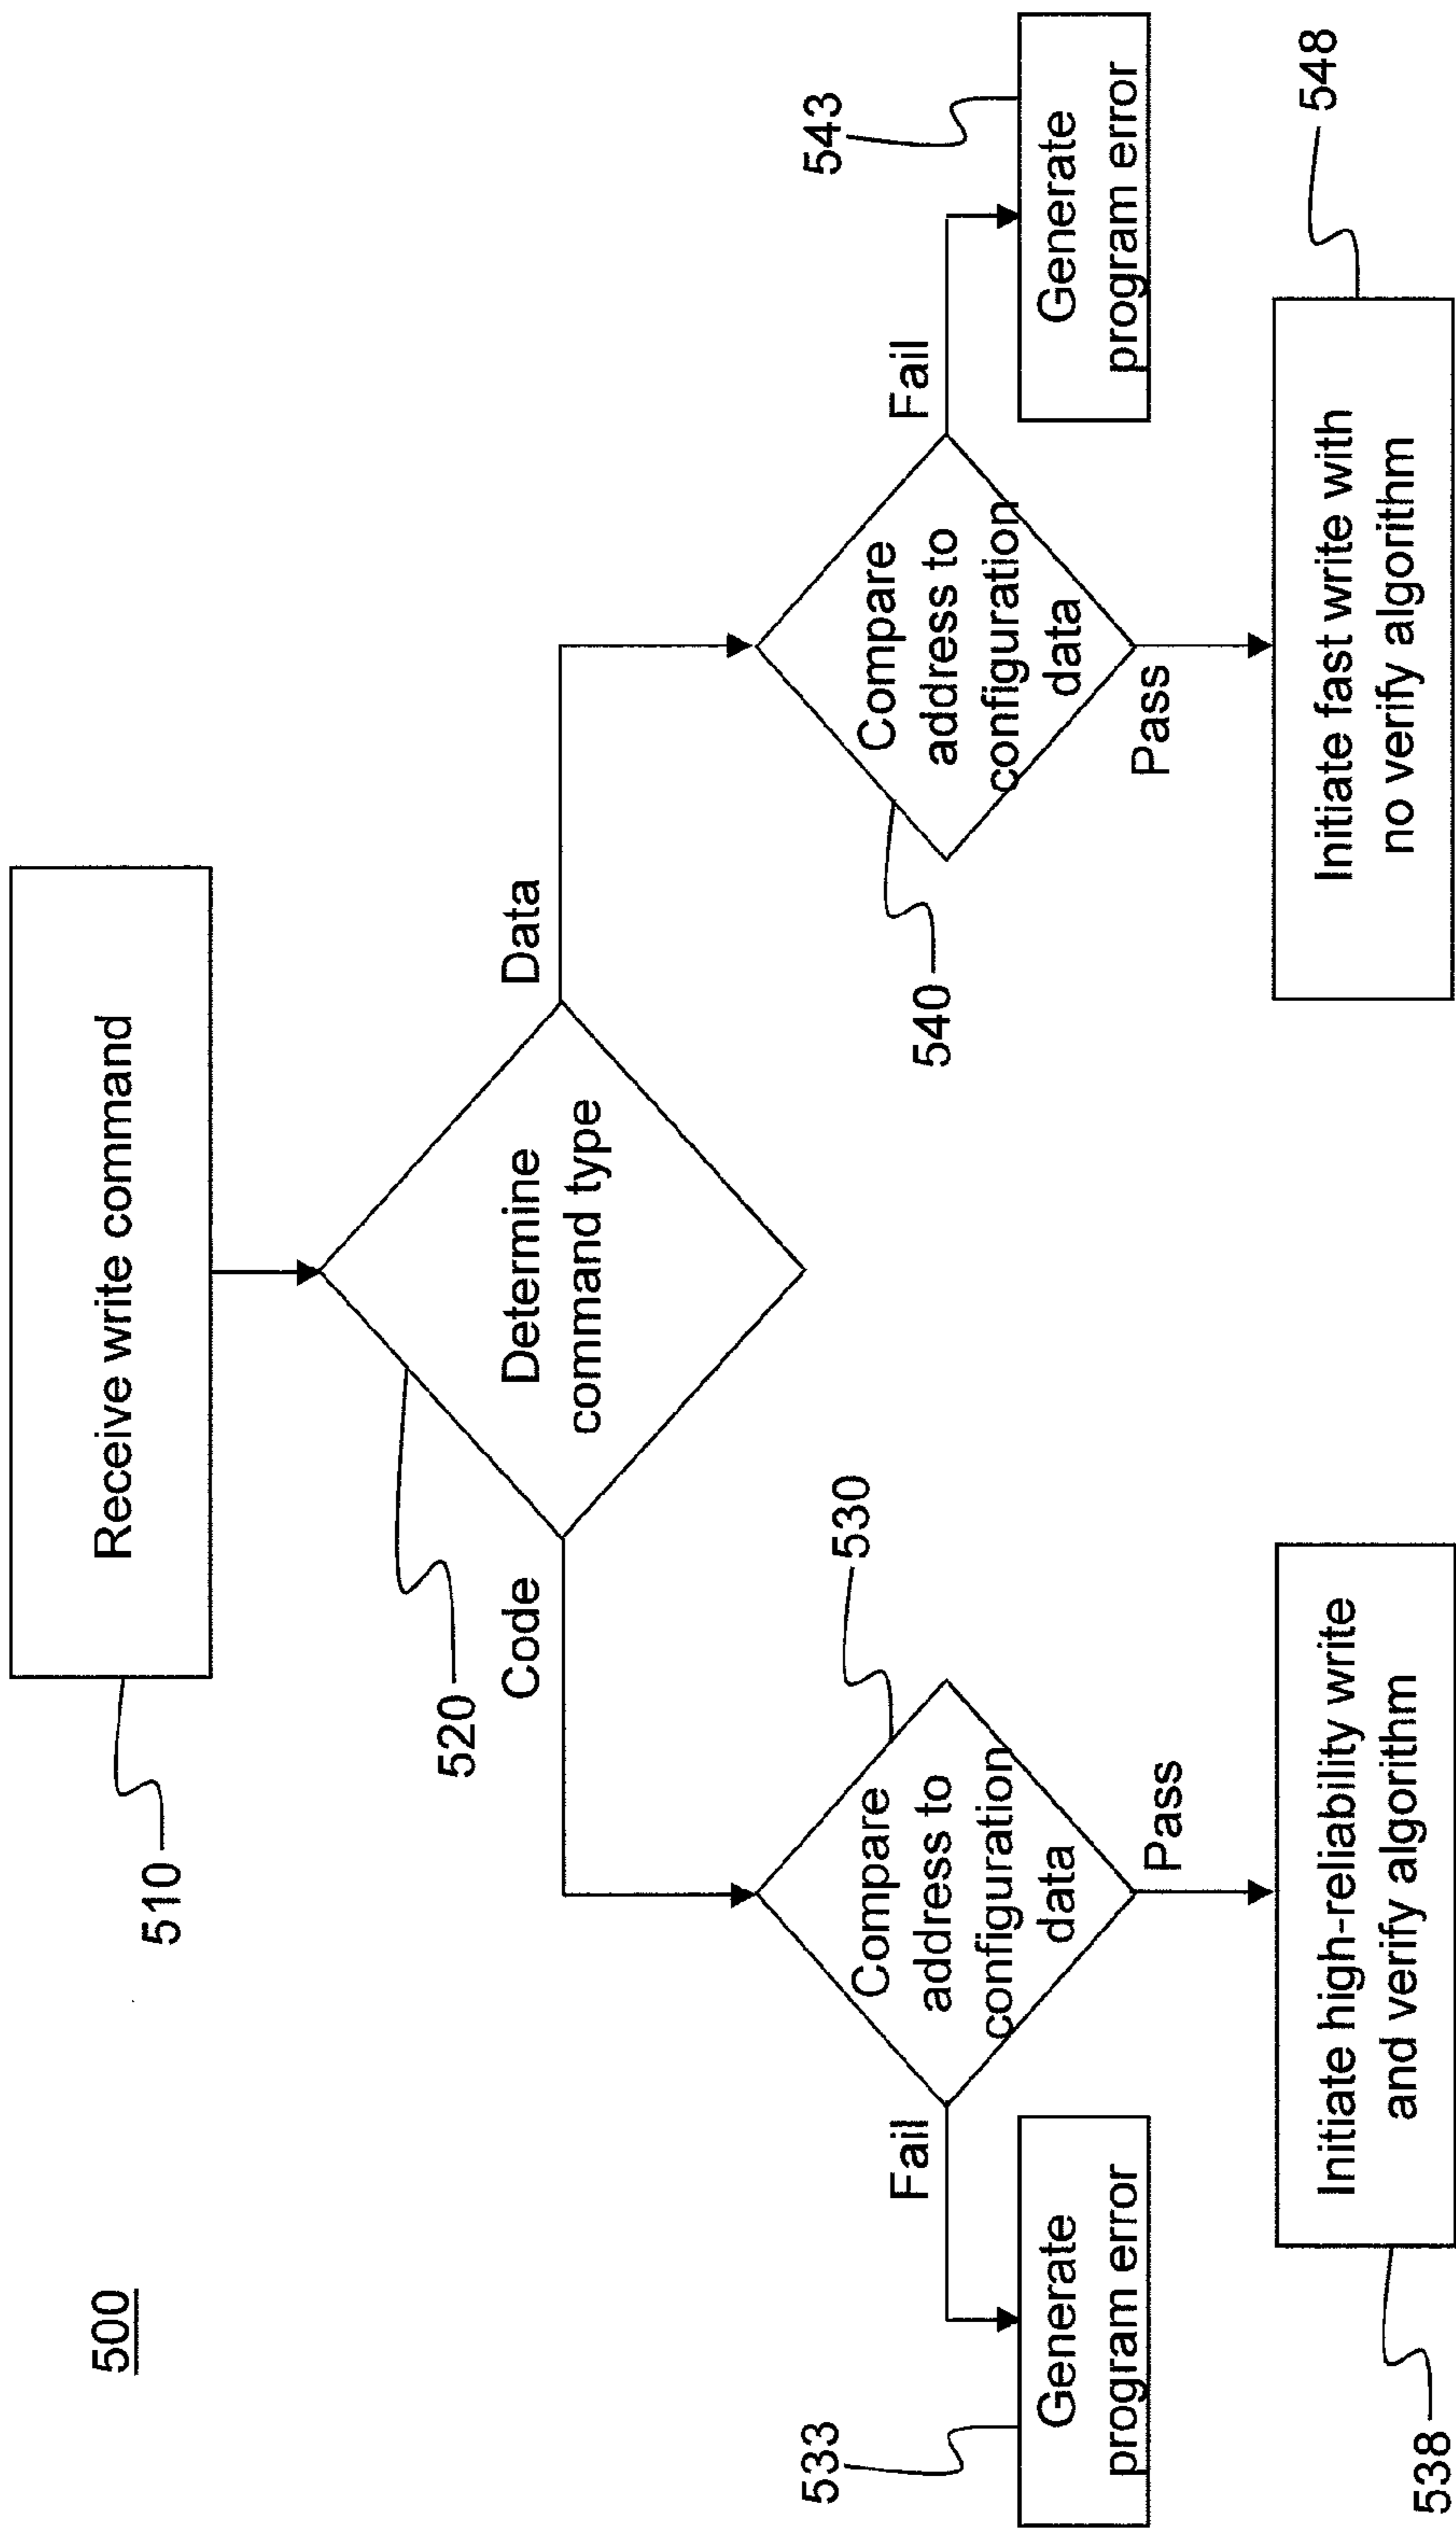 500
510
Receive write command
520
Determine
command type
Code
Data
530
Compare
address to
configuration
data
Fail
Pass
533
Generate
program error
538
Initiate high-reliability write
and verify algorithm
540
Compare
address to
configuration
data
Fail
Pass
543
Generate
program error
548
Initiate fast write with
no verify algorithm